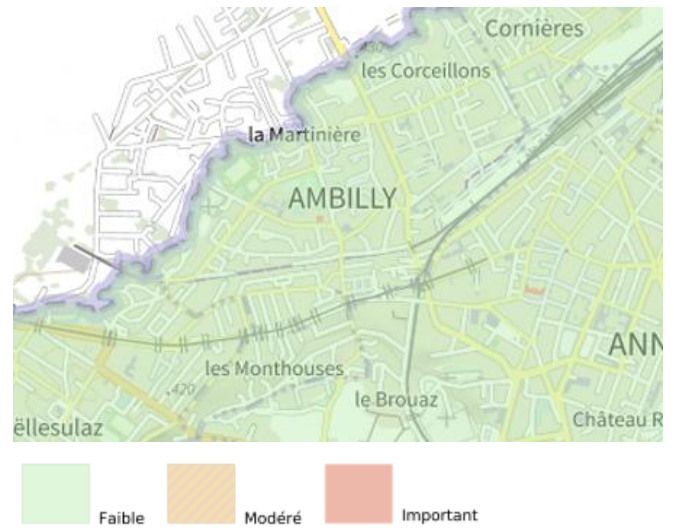 Cornières
430
les Corceillons
la Martinière
AMBILLY
ANN
les Monthouses
420
le Brouaz
ëllesulaz
Château R
Faible
Modéré
Important